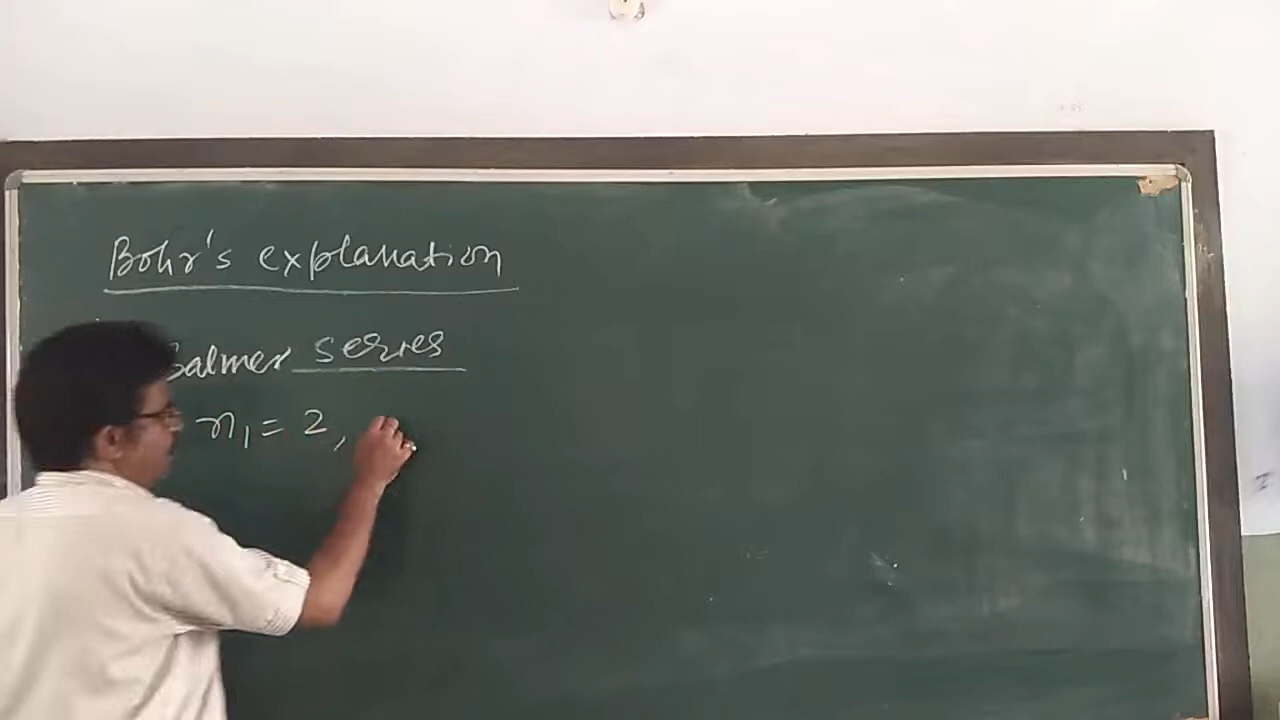 Bohr's explanation
Balmer series
n₁ = 2,